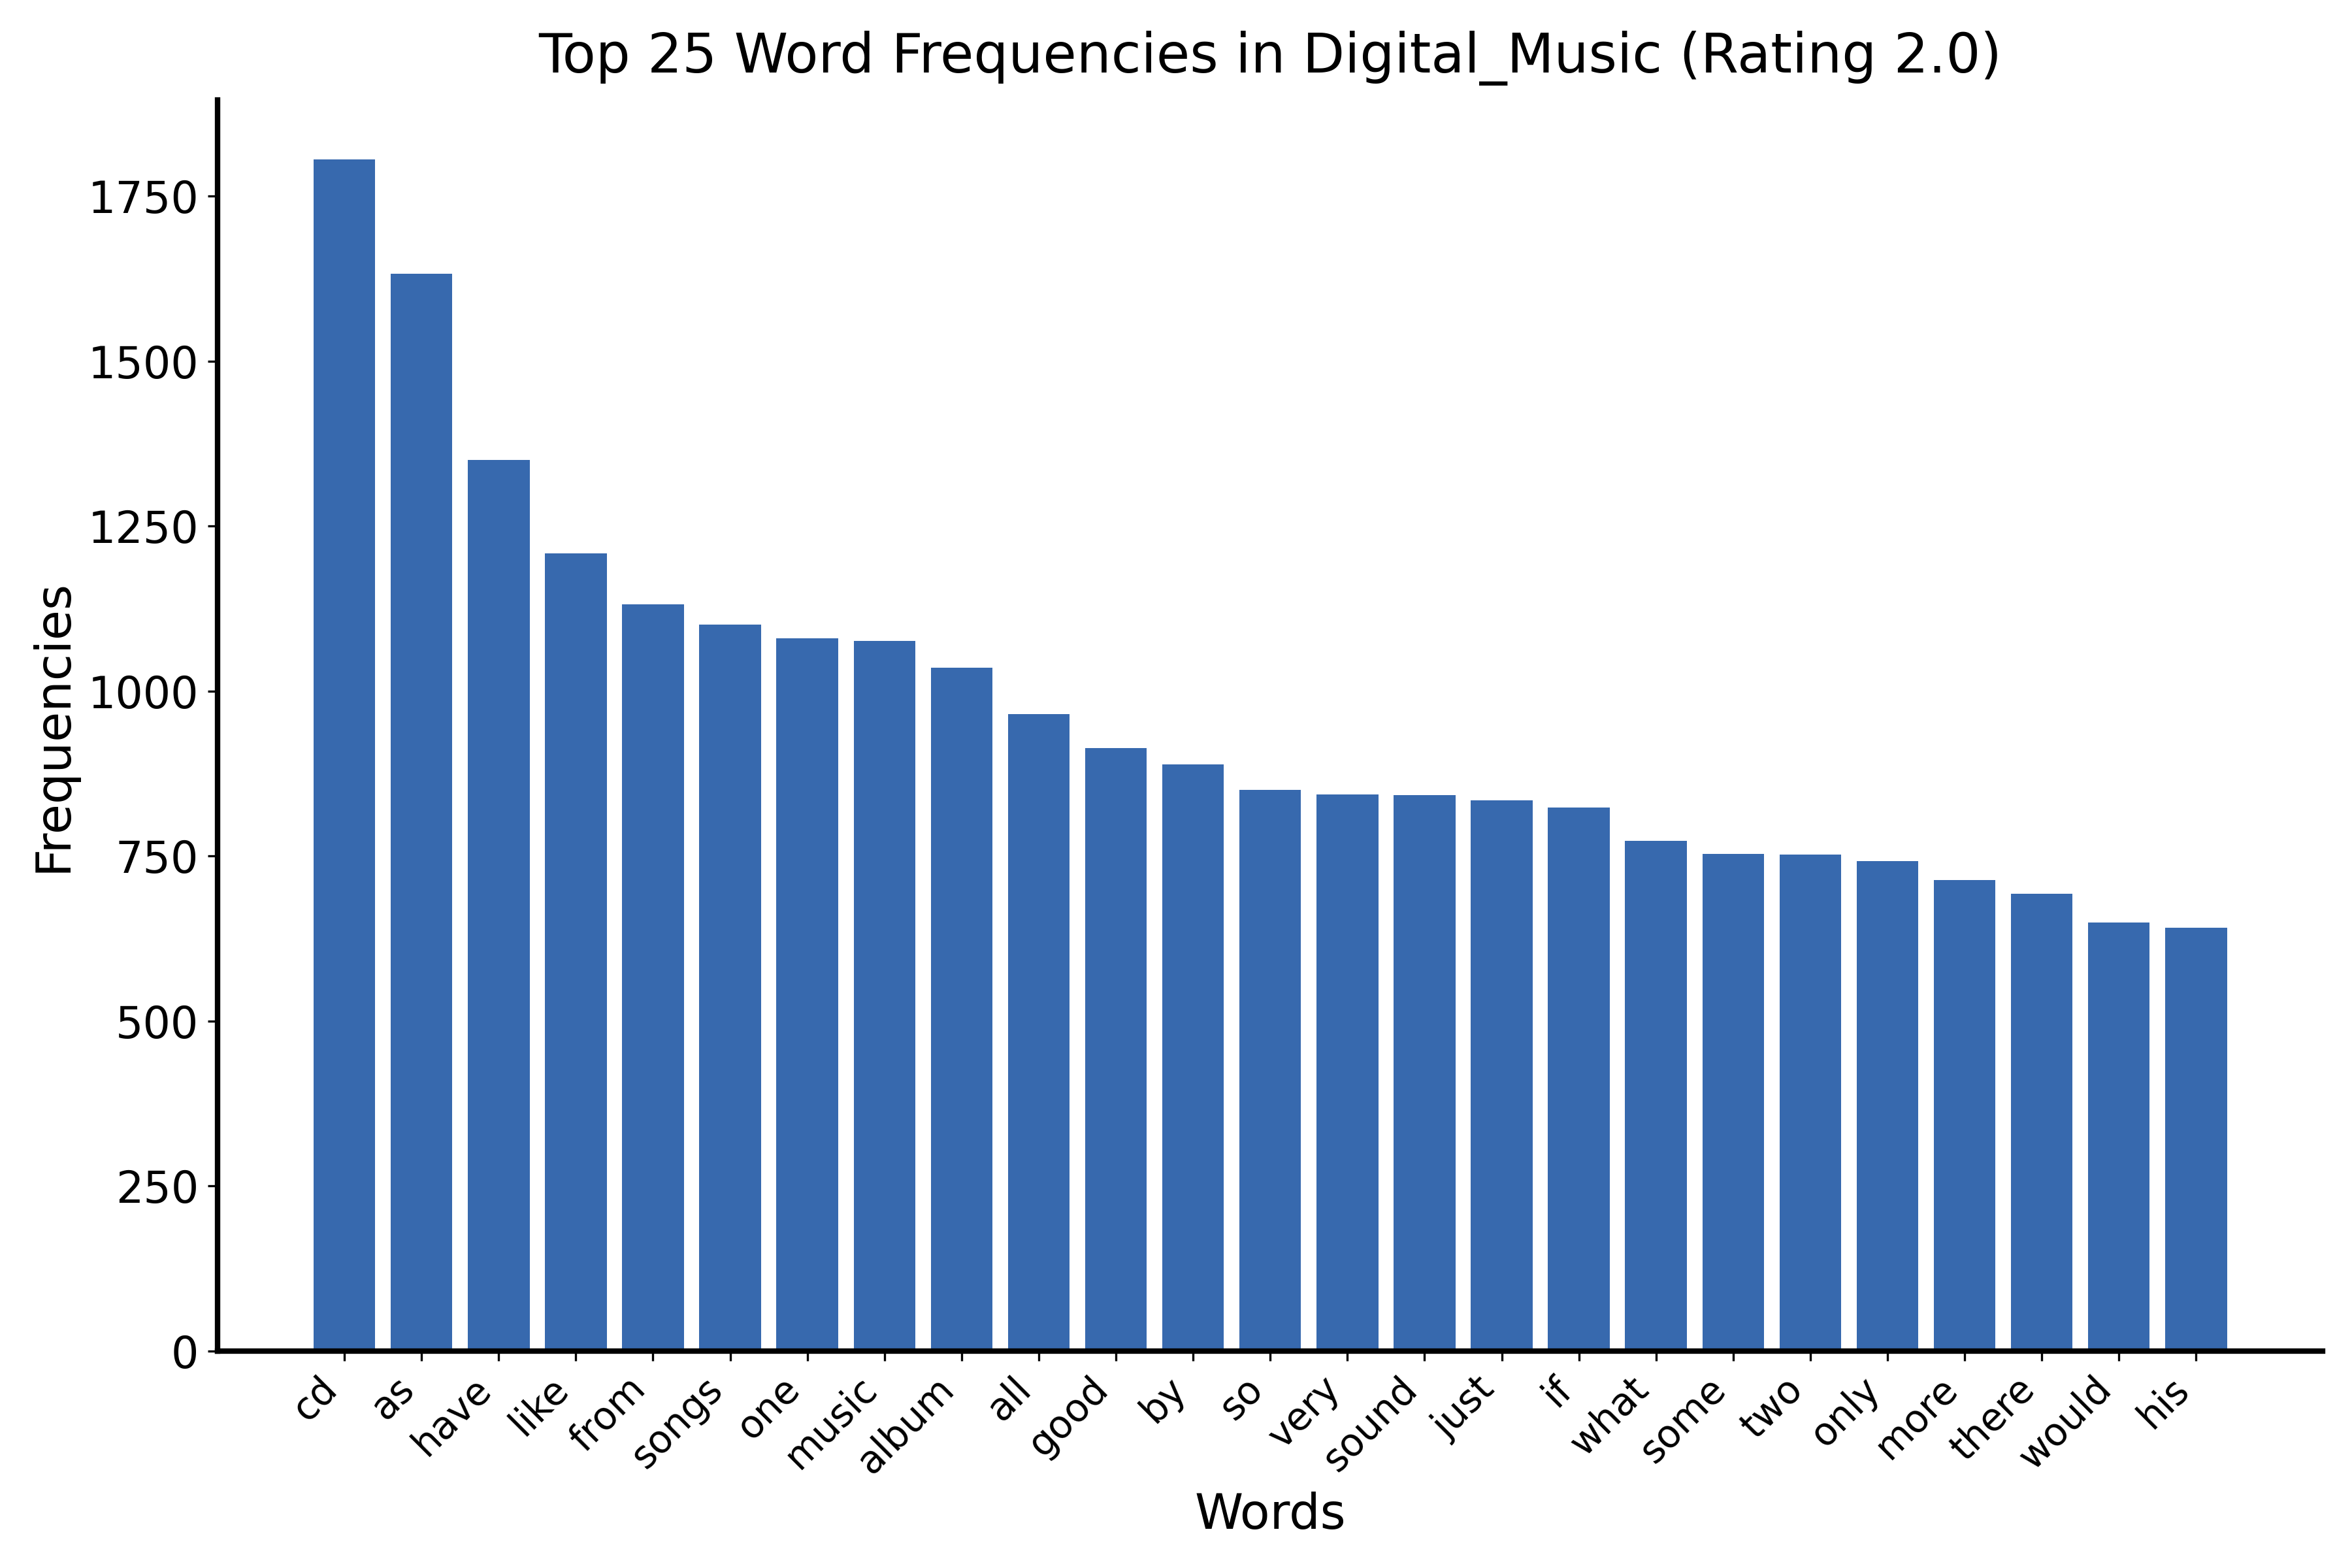 Top 25 Word Frequencies in Digital_Music (Rating 2.0)
Frequencies
1750
1500
1250
1000
750
500
250
0
cd
as
have
like
from
songs
one
music
album
all
good
by
so
very
sound
just
if
what
some
two
only
more
there
would
his
Words